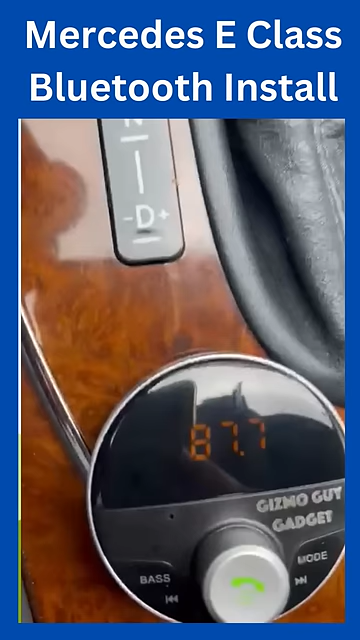 Mercedes E Class
Bluetooth Install
-D+
87.7
GIZMO GUY
GADGET
MODE
BASS